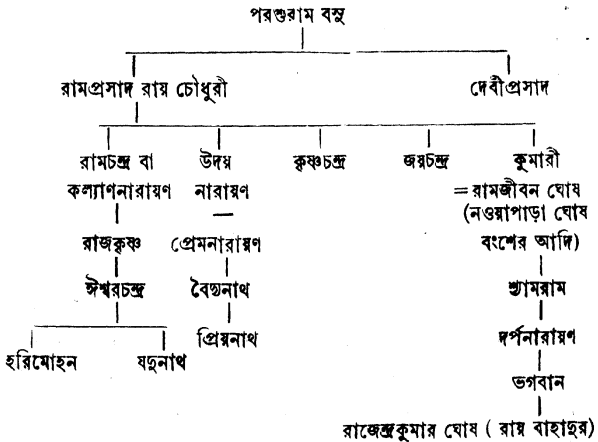 পরশুরাম বসু
রামপ্রসাদ রায় চৌধুরী দেবীপ্রসাদ
রামচন্দ্র বা উদয় কৃষ্ণচন্দ্র জয়চন্দ্র কুমারী
কল্যাণনারায়ণ নারায়ণ =রামজীবন ঘোষ
(নওয়াপাড়া ঘোষ
রাজকৃষ্ণ প্রেমনারায়ণ বংশের আদি)
ঈশ্বরচন্দ্র বৈদ্যনাথ শ্যামরাম
হরিমোহন যদুনাথ প্রিয়নাথ দর্পনারায়ণ
ভগবান
রাজেন্দ্রকুমার ঘোষ ( রায় বাহাদুর)